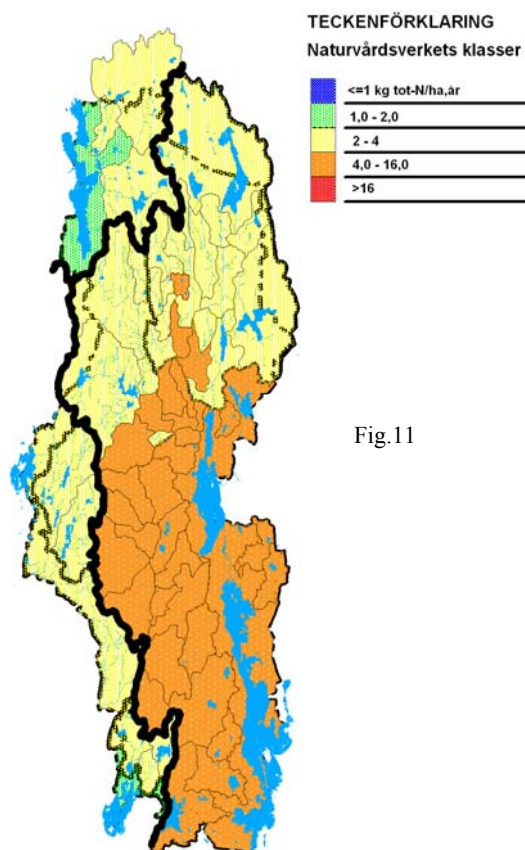 TECKENFÖRKLARING
Naturvårdsverkets klasser
<=1 kg tot-N/ha,år
1,0 - 2,0
2 - 4
4,0 - 16,0
>16
Fig.11